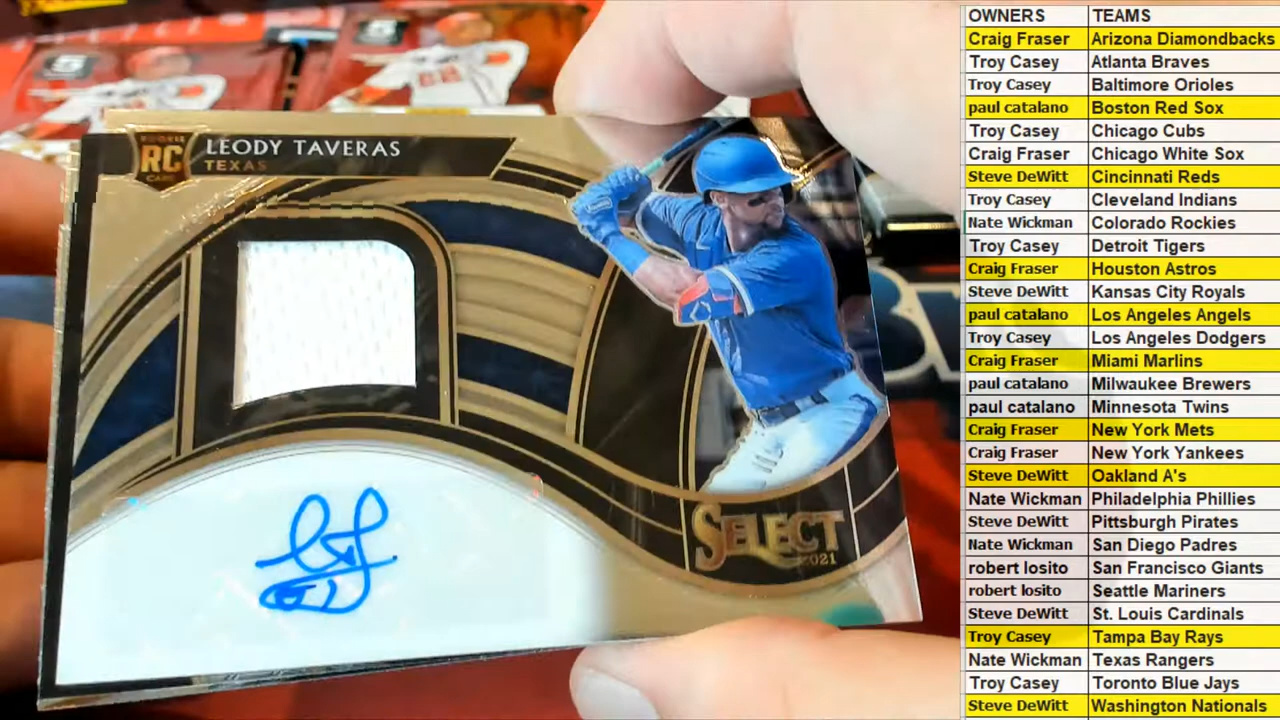 ROOKIE
RC
CARD
LEODY TAVERAS
TEXAS
SELECT
2021
5
5
OWNERS TEAMS
Craig Fraser Arizona Diamondbacks
Troy Casey Atlanta Braves
Troy Casey Baltimore Orioles
paul catalano Boston Red Sox
Troy Casey Chicago Cubs
Craig Fraser Chicago White Sox
Steve DeWitt Cincinnati Reds
Troy Casey Cleveland Indians
Nate Wickman Colorado Rockies
Troy Casey Detroit Tigers
Craig Fraser Houston Astros
Steve DeWitt Kansas City Royals
paul catalano Los Angeles Angels
Troy Casey Los Angeles Dodgers
Craig Fraser Miami Marlins
paul catalano Milwaukee Brewers
paul catalano Minnesota Twins
Craig Fraser New York Mets
Craig Fraser New York Yankees
Steve DeWitt Oakland A's
Nate Wickman Philadelphia Phillies
Steve DeWitt Pittsburgh Pirates
Nate Wickman San Diego Padres
robert losito San Francisco Giants
robert losito Seattle Mariners
Steve DeWitt St. Louis Cardinals
Troy Casey Tampa Bay Rays
Nate Wickman Texas Rangers
Troy Casey Toronto Blue Jays
Steve DeWitt Washington Nationals